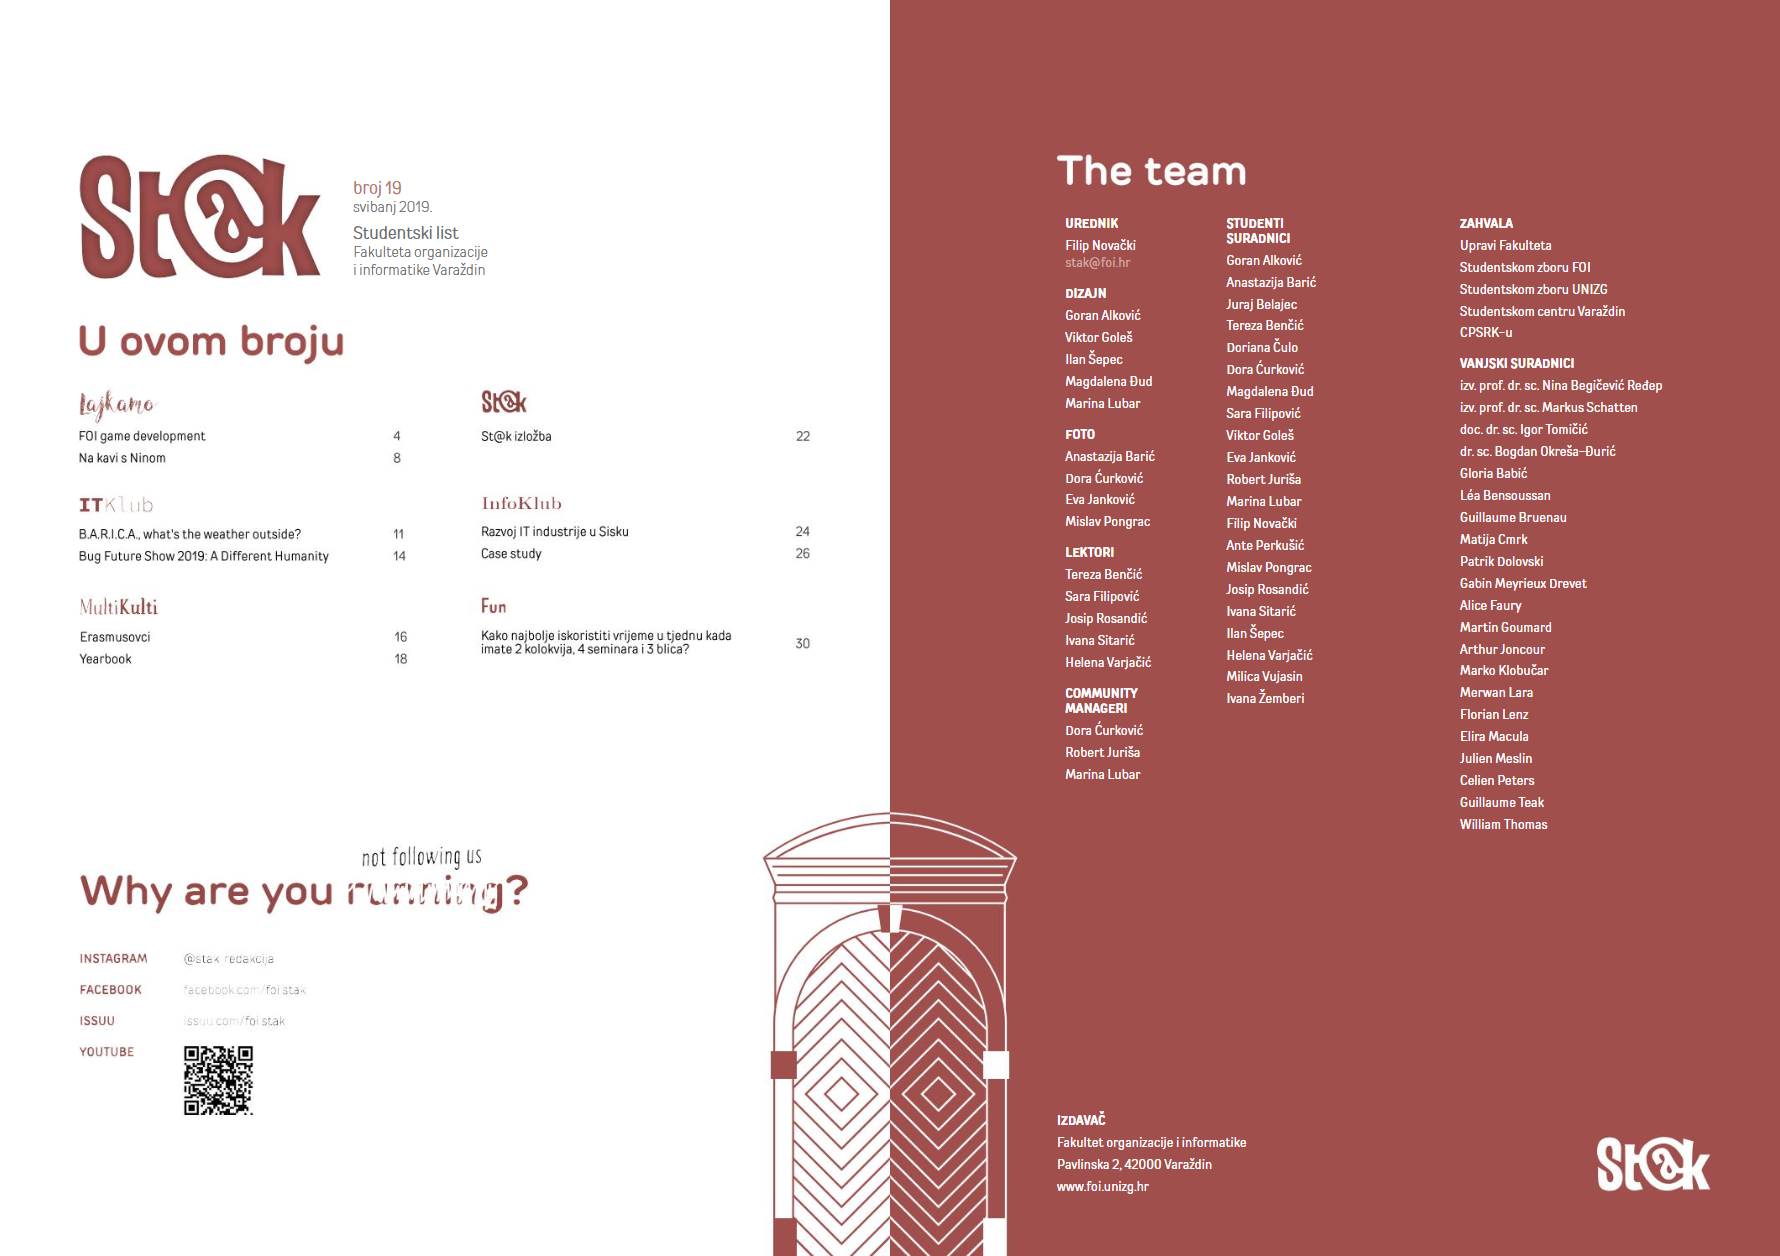 St@k
broj 19
svibanj 2019.
Studentski list
Fakulteta organizacije
i informatike Varaždin
U ovom broju
Lajkamo
FOI game development 4
Na kavi s Ninom 8
ITKlub
B.A.R.I.C.A., what's the weather outside? 11
Bug Future Show 2019: A Different Humanity 14
MultiKulti
Erasmusovci 16
Yearbook 18
St@k
St@k izložba 22
InfoKlub
Razvoj IT industrije u Sisku 24
Case study 26
Fun
Kako najbolje iskoristiti vrijeme u tjednu kada
imate 2 kolokvija, 4 seminara i 3 blica? 30
not following us
Why are you running?
INSTAGRAM @stak_redakcija
FACEBOOK facebook.com/foi.stak
ISSUU issuu.com/foi.stak
YOUTUBE
The team
UREDNIK
Filip Novački
stak@foi.hr
DIZAJN
Goran Alković
Viktor Goleš
Ilan Šepec
Magdalena Đud
Marina Lubar
FOTO
Anastazija Barić
Dora Ćurković
Eva Janković
Mislav Pongrac
LEKTORI
Tereza Benčić
Sara Filipović
Josip Rosandić
Ivana Sitarić
Helena Varjačić
COMMUNITY
MANAGERI
Dora Ćurković
Robert Juriša
Marina Lubar
STUDENTI
SURADNICI
Goran Alković
Anastazija Barić
Juraj Belajec
Tereza Benčić
Doriana Čulo
Dora Ćurković
Magdalena Đud
Sara Filipović
Viktor Goleš
Eva Janković
Robert Juriša
Marina Lubar
Filip Novački
Ante Perkušić
Mislav Pongrac
Josip Rosandić
Ivana Sitarić
Ilan Šepec
Helena Varjačić
Milica Vujasin
Ivana Žemberi
ZAHVALA
Upravi Fakulteta
Studentskom zboru FOI
Studentskom zboru UNIZG
Studentskom centru Varaždin
CPSRK-u
VANJSKI SURADNICI
izv. prof. dr. sc. Nina Begičević Ređep
izv. prof. dr. sc. Markus Schatten
doc. dr. sc. Igor Tomičić
dr. sc. Bogdan Okreša-Đurić
Gloria Babić
Léa Bensoussan
Guillaume Bruenau
Matija Cmrk
Patrik Dolovski
Gabin Meyrieux Drevet
Alice Faury
Martin Goumard
Arthur Joncour
Marko Klobučar
Merwan Lara
Florian Lenz
Elira Macula
Julien Meslin
Celien Peters
Guillaume Teak
William Thomas
IZDAVAČ
Fakultet organizacije i informatike
Pavlinska 2, 42000 Varaždin
www.foi.unizg.hr
St@k